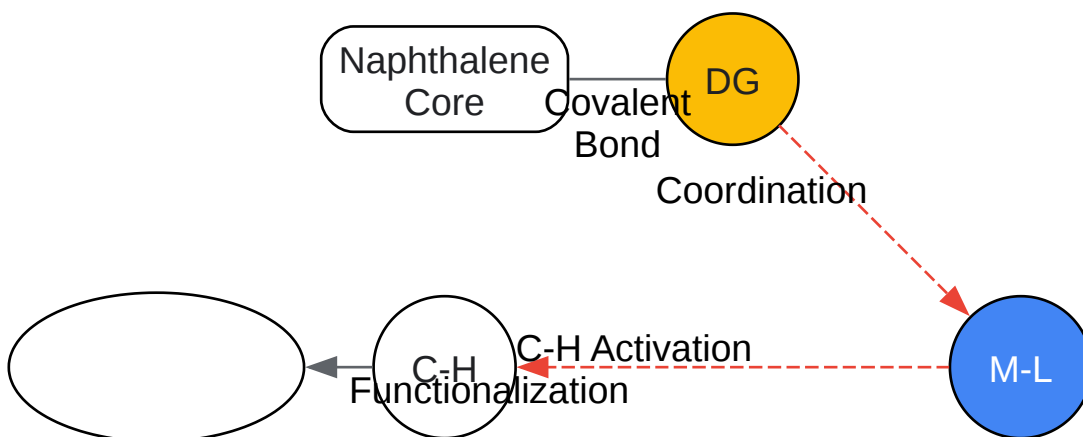 Naphthalene
Core
DG
Covalent
Bond
Coordination
C-H Activation
C-H
M-L
Functionalization